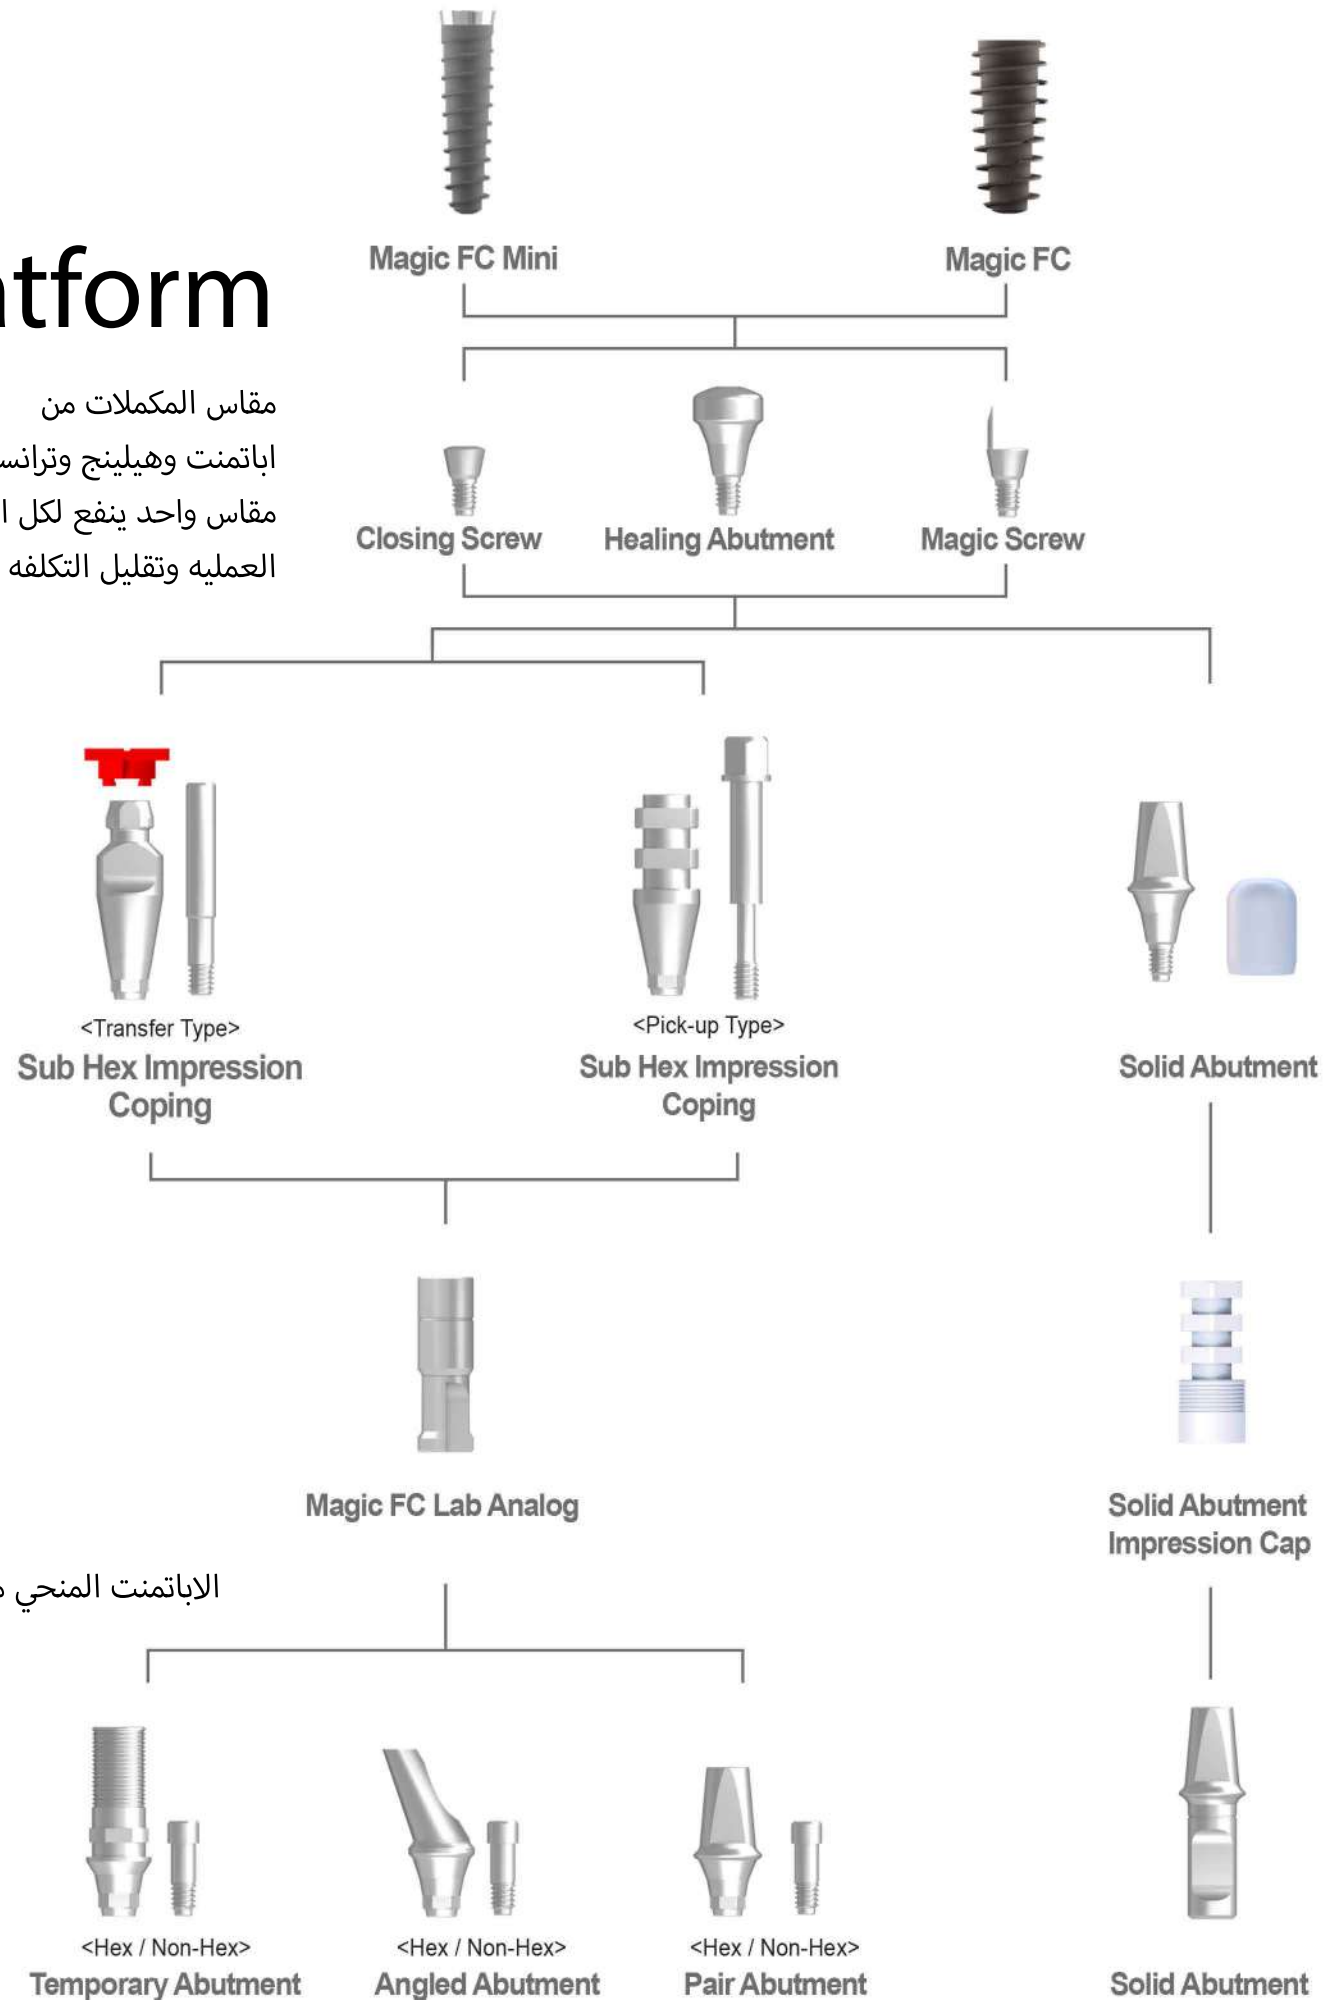 Magic FC Mini
Magic FC
atform
مقاس المكملات من
اباتمنت وهيلينج وترانس
مقاس واحد ينفع لكل ا
العمليه وتقليل التكلفه
Closing Screw
Healing Abutment
Magic Screw
<Transfer Type>
Sub Hex Impression
Coping
<Pick-up Type>
Sub Hex Impression
Coping
Solid Abutment
Magic FC Lab Analog
Solid Abutment
Impression Cap
الاباتمنت المنحي
<Hex / Non-Hex>
Temporary Abutment
<Hex / Non-Hex>
Angled Abutment
<Hex / Non-Hex>
Pair Abutment
Solid Abutment